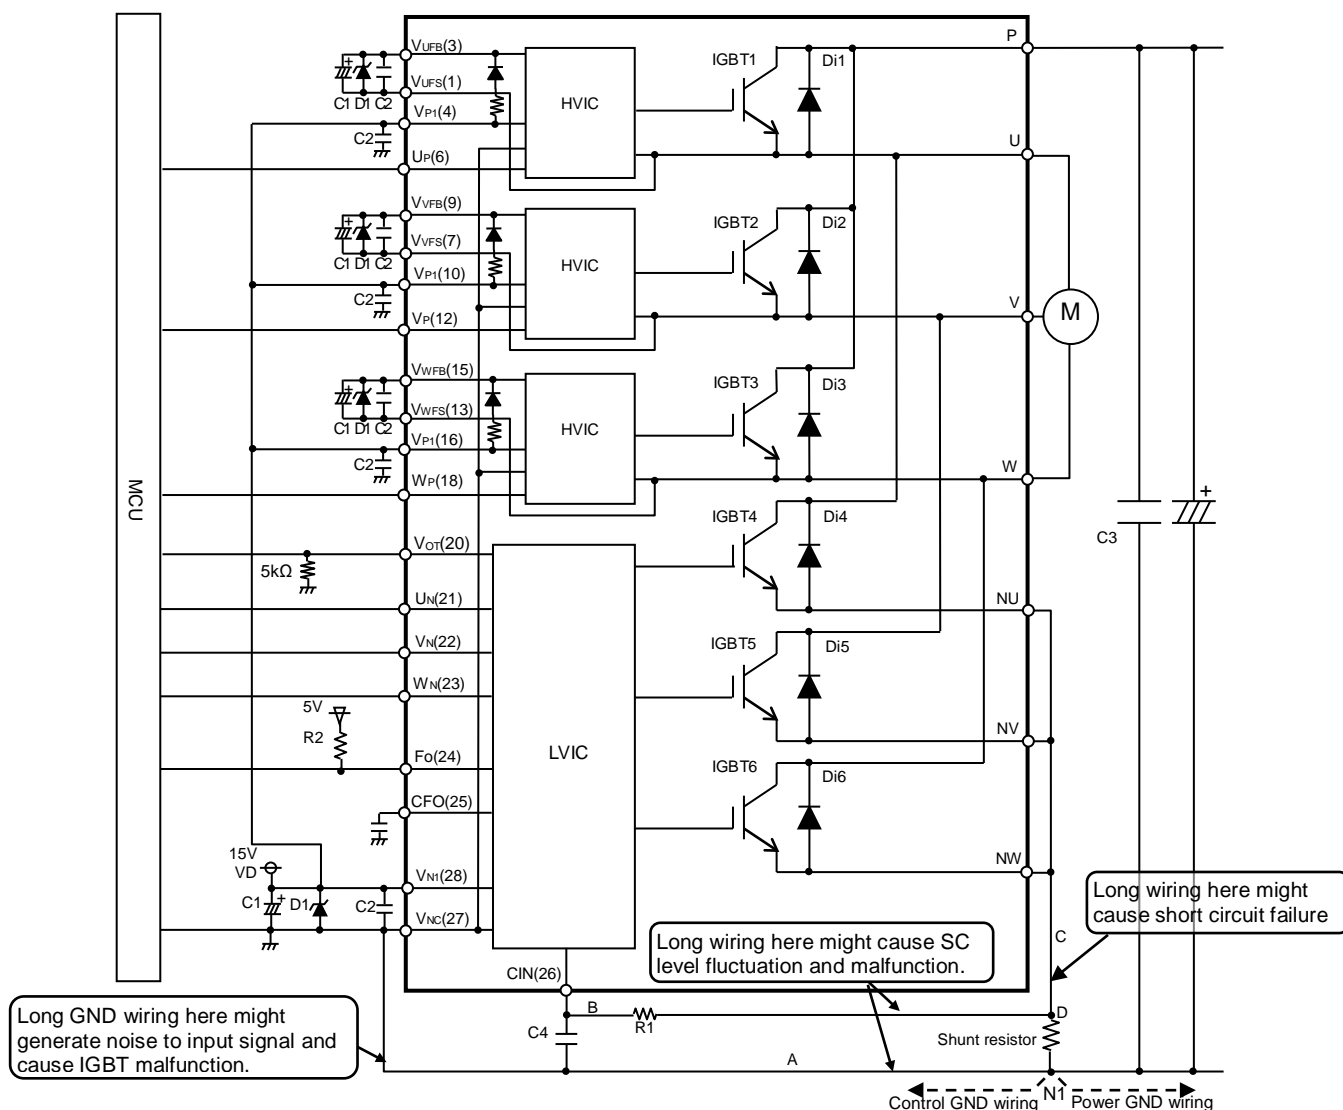 VUFB(3)
VUFS(1)
VP1(4)
UP(6)
C1 D1 C2
C2
HVIC
IGBT1
Di1
P
U
VVFB(9)
VVFS(7)
VP1(10)
VP(12)
C1 D1 C2
C2
HVIC
IGBT2
Di2
V
M
VWFB(15)
VWFS(13)
VP1(16)
WP(18)
C1 D1 C2
C2
HVIC
IGBT3
Di3
W
MCU
VOT(20)
5kΩ
UN(21)
VN(22)
WN(23)
5V
R2
Fo(24)
CFO(25)
15V
VD
VN1(28)
C1
D1
C2
VNC(27)
LVIC
IGBT4
Di4
NU
IGBT5
Di5
NV
IGBT6
Di6
NW
C3
+
+
+
+
+
CIN(26)
B
R1
C4
A
C
D
Shunt resistor
N1
Control GND wiring
Power GND wiring
Long wiring here might
cause short circuit failure
Long wiring here might cause SC
level fluctuation and malfunction.
Long GND wiring here might
generate noise to input signal and
cause IGBT malfunction.